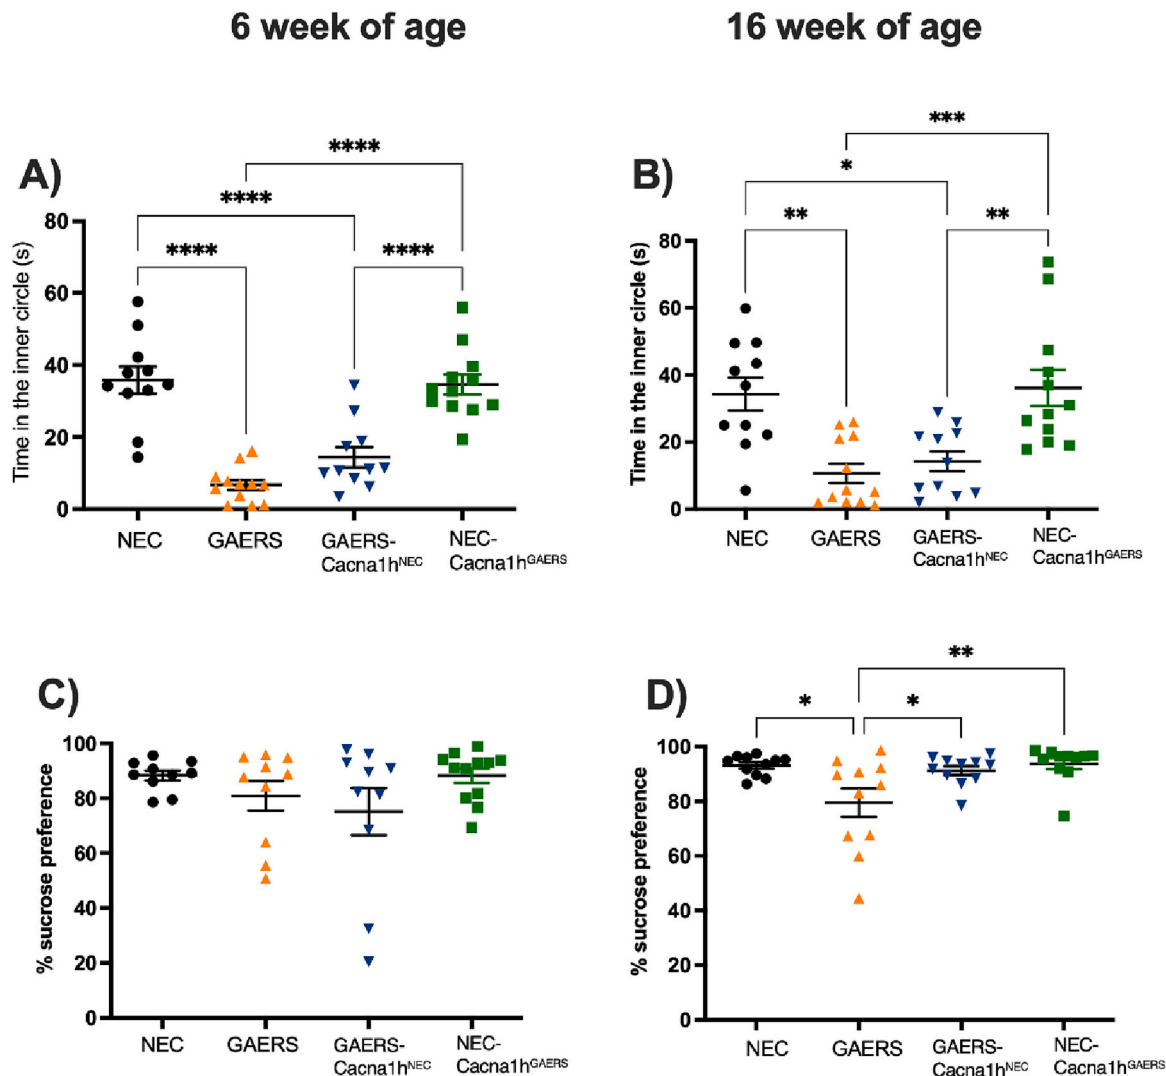 6 week of age
16 week of age
A)
****
****
****
****
Time in the inner circle (s)
80
60
40
20
0
NEC
GAERS
GAERS-
Cacna1hNEC
NEC-
Cacna1hGAERS
B)
***
*
**
**
Time in the inner circle (s)
80
60
40
20
0
NEC
GAERS
GAERS-
Cacna1hNEC
NEC-
Cacna1hGAERS
C)
% sucrose preference
100
80
60
40
20
0
NEC
GAERS
GAERS-
Cacna1hNEC
NEC-
Cacna1hGAERS
D)
**
*
*
% sucrose preference
100
80
60
40
20
0
NEC
GAERS
GAERS-
Cacna1hNEC
NEC-
Cacna1hGAERS